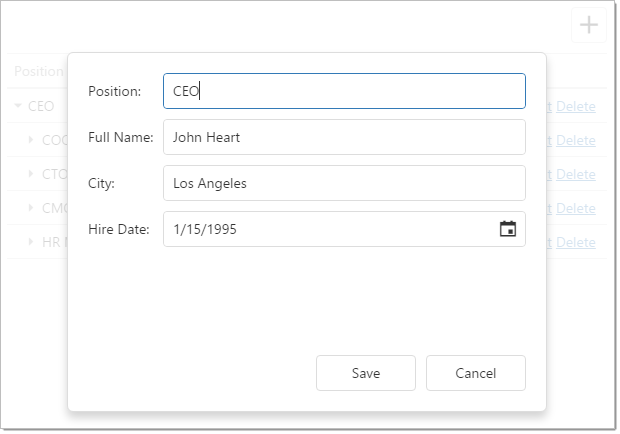 Position
Position: CEO
CEO
Delete
Full Name: John Heart
COO
Delete
CTO
Delete
City: Los Angeles
CMO
Delete
Hire Date: 1/15/1995
HR
Delete
Save Cancel